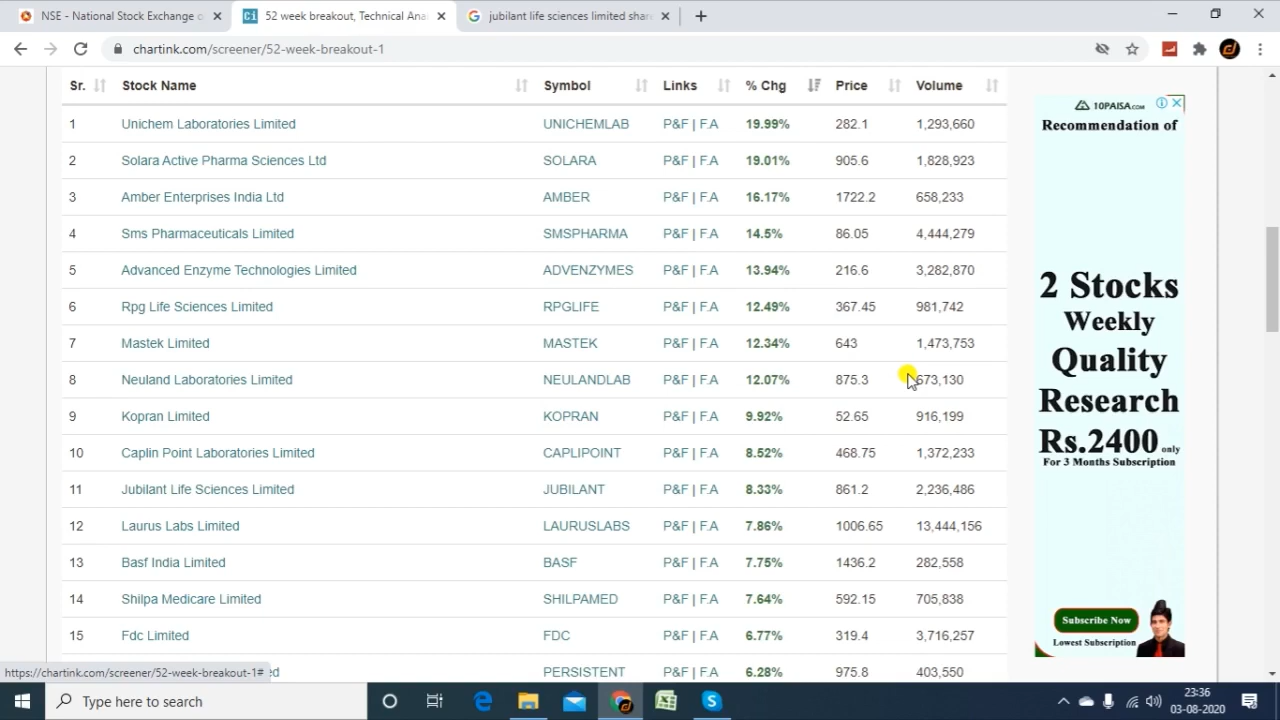 NSE - National Stock Exchange o
52 week breakout, Technical Ana
jubilant life sciences limited shar
chartink.com/screener/52-week-breakout-1
Sr. Stock Name Symbol Links % Chg Price Volume
1 Unichem Laboratories Limited UNICHEMLAB P&F | F.A 19.99% 282.1 1,293,660
2 Solara Active Pharma Sciences Ltd SOLARA P&F | F.A 19.01% 905.6 1,828,923
3 Amber Enterprises India Ltd AMBER P&F | F.A 16.17% 1722.2 658,233
4 Sms Pharmaceuticals Limited SMSPHARMA P&F | F.A 14.5% 86.05 4,444,279
5 Advanced Enzyme Technologies Limited ADVENZYMES P&F | F.A 13.94% 216.6 3,282,870
6 Rpg Life Sciences Limited RPGLIFE P&F | F.A 12.49% 367.45 981,742
7 Mastek Limited MASTEK P&F | F.A 12.34% 643 1,473,753
8 Neuland Laboratories Limited NEULANDLAB P&F | F.A 12.07% 875.3 673,130
9 Kopran Limited KOPRAN P&F | F.A 9.92% 52.65 916,199
10 Caplin Point Laboratories Limited CAPLIPOINT P&F | F.A 8.52% 468.75 1,372,233
11 Jubilant Life Sciences Limited JUBILANT P&F | F.A 8.33% 861.2 2,236,486
12 Laurus Labs Limited LAURUSLABS P&F | F.A 7.86% 1006.65 13,444,156
13 Basf India Limited BASF P&F | F.A 7.75% 1436.2 282,558
14 Shilpa Medicare Limited SHILPAMED P&F | F.A 7.64% 592.15 705,838
15 Fdc Limited FDC P&F | F.A 6.77% 319.4 3,716,257
d PERSISTENT P&F | F.A 6.28% 975.8 403,550
https://chartink.com/screener/52-week-breakout-1#
10PAISA.COM
Recommendation of
2 Stocks
Weekly
Quality
Research
Rs.2400 only
For 3 Months Subscription
Subscribe Now
Lowest Subscription
Type here to search
23:36
03-08-2020